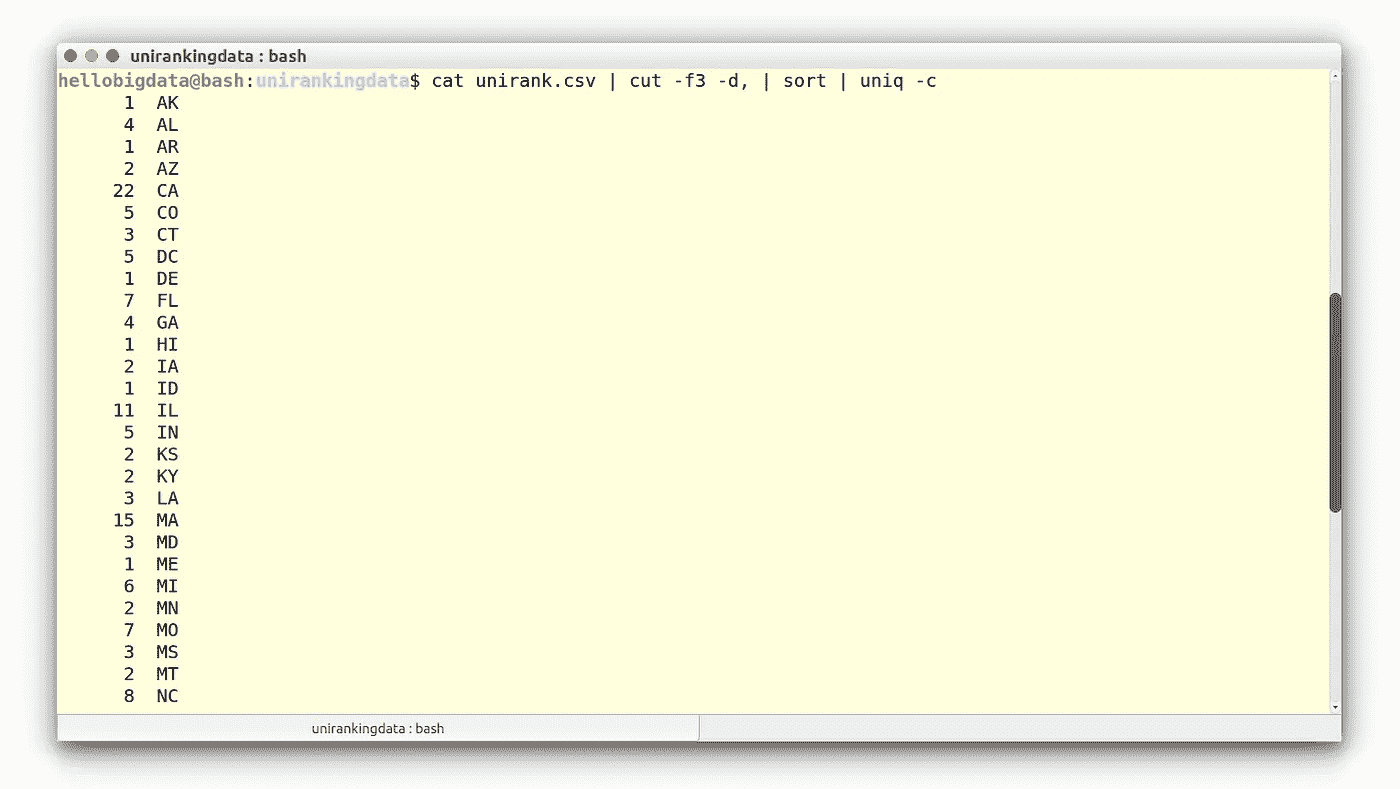 unirankingdata : bash
hellobigdata@bash:unirankingdata$ cat unirank.csv | cut -f3 -d, | sort | uniq -c
1 AK
4 AL
1 AR
2 AZ
22 CA
5 CO
3 CT
5 DC
1 DE
7 FL
4 GA
1 HI
2 IA
1 ID
11 IL
5 IN
2 KS
2 KY
3 LA
15 MA
3 MD
1 ME
6 MI
2 MN
7 MO
3 MS
2 MT
8 NC
unirankingdata : bash